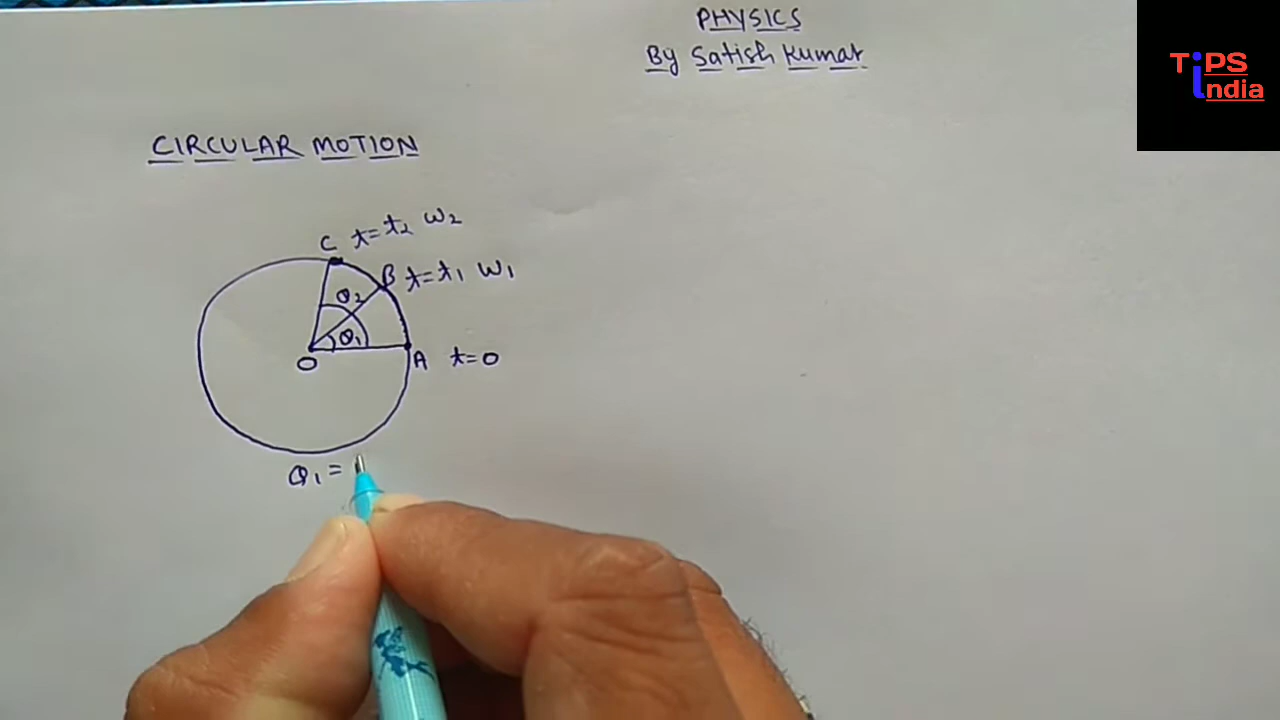 PHYSICS
By Satish Kumar
TiPS
india
CIRCULAR MOTION
C t=t₂ ω₂
B t=t₁ ω₁
θ₂
θ₁
O
A t=0
θ₁ =